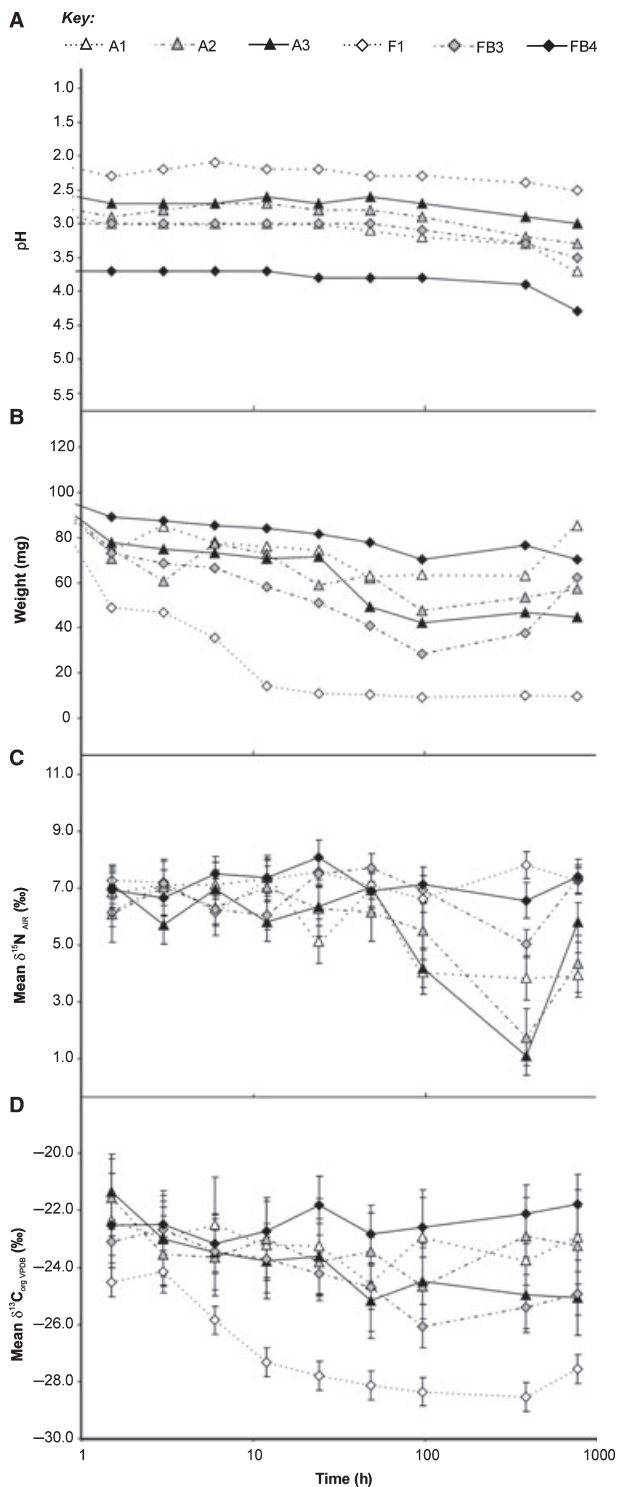 A
Key:
A1 A2 A3 F1 FB3 FB4
1.0
1.5
2.0
2.5
3.0
3.5
4.0
4.5
5.0
5.5
pH
B
120
100
80
60
40
20
0
Weight (mg)
C
11.0
9.0
7.0
5.0
3.0
1.0
Mean δ15N AIR (‰)
D
–20.0
–22.0
–24.0
–26.0
–28.0
–30.0
Mean δ13Corg VPDB (‰)
1 10 100 1000
Time (h)